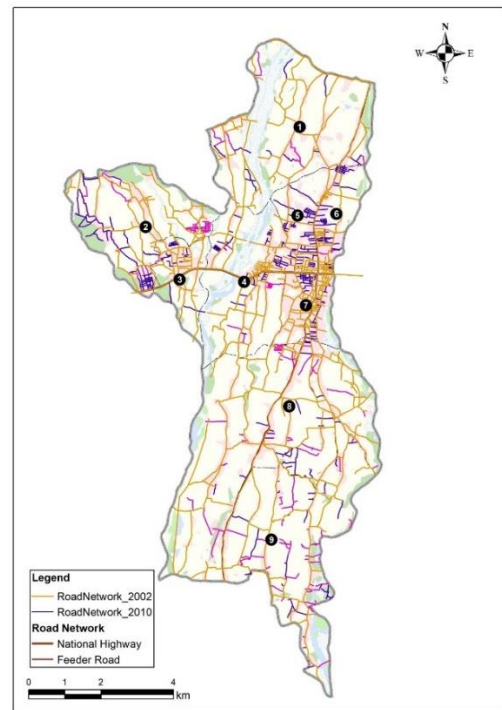 N
W E
S
1
5 6
2
3 4
7
8
9
Legend
RoadNetwork_2002
RoadNetwork_2010
Road Network
National Highway
Feeder Road
0 1 2 4
km